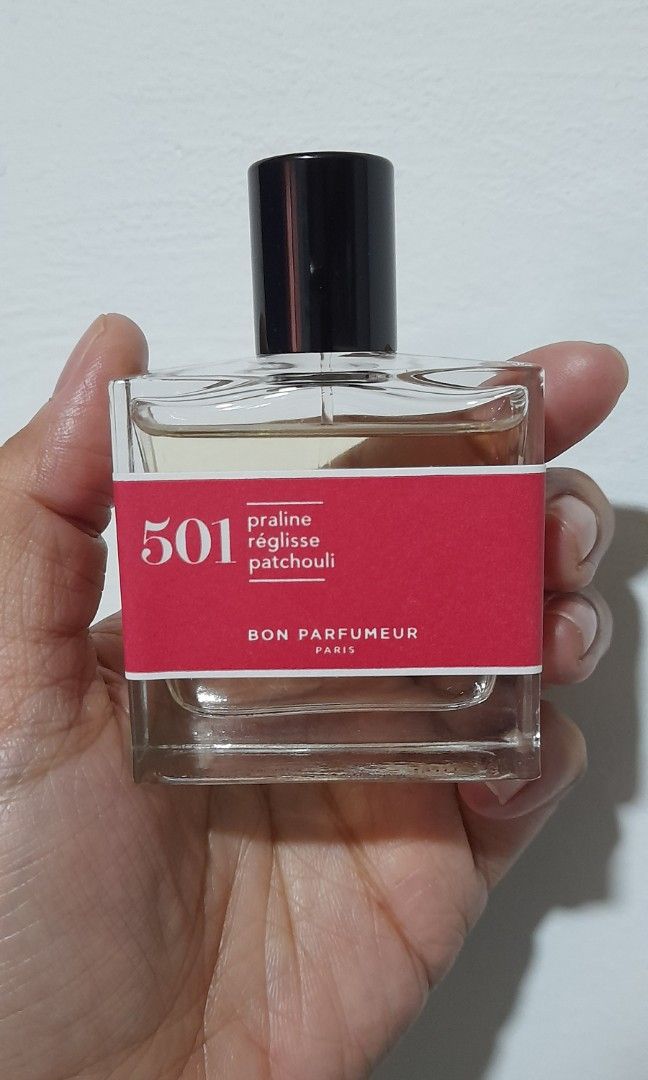 501
praline
réglisse
patchouli
BON PARFUMEUR
PARIS